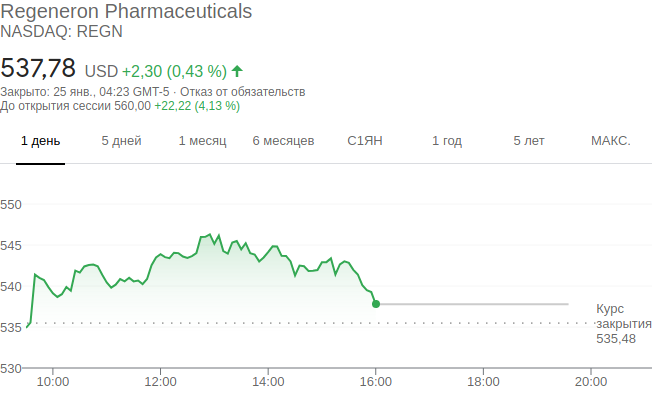 Regeneron Pharmaceuticals
NASDAQ: REGN
537,78 USD +2,30 (0,43 %)
Закрыто: 25 янв., 04:23 GMT-5 · Отказ от обязательств
До открытия сессии 560,00 +22,22 (4,13 %)
1 день 5 дней 1 месяц 6 месяцев С1ЯН 1 год 5 лет МАКС.
550
545
540
Курс
закрытия
535,48
535
530
10:00 12:00 14:00 16:00 18:00 20:00